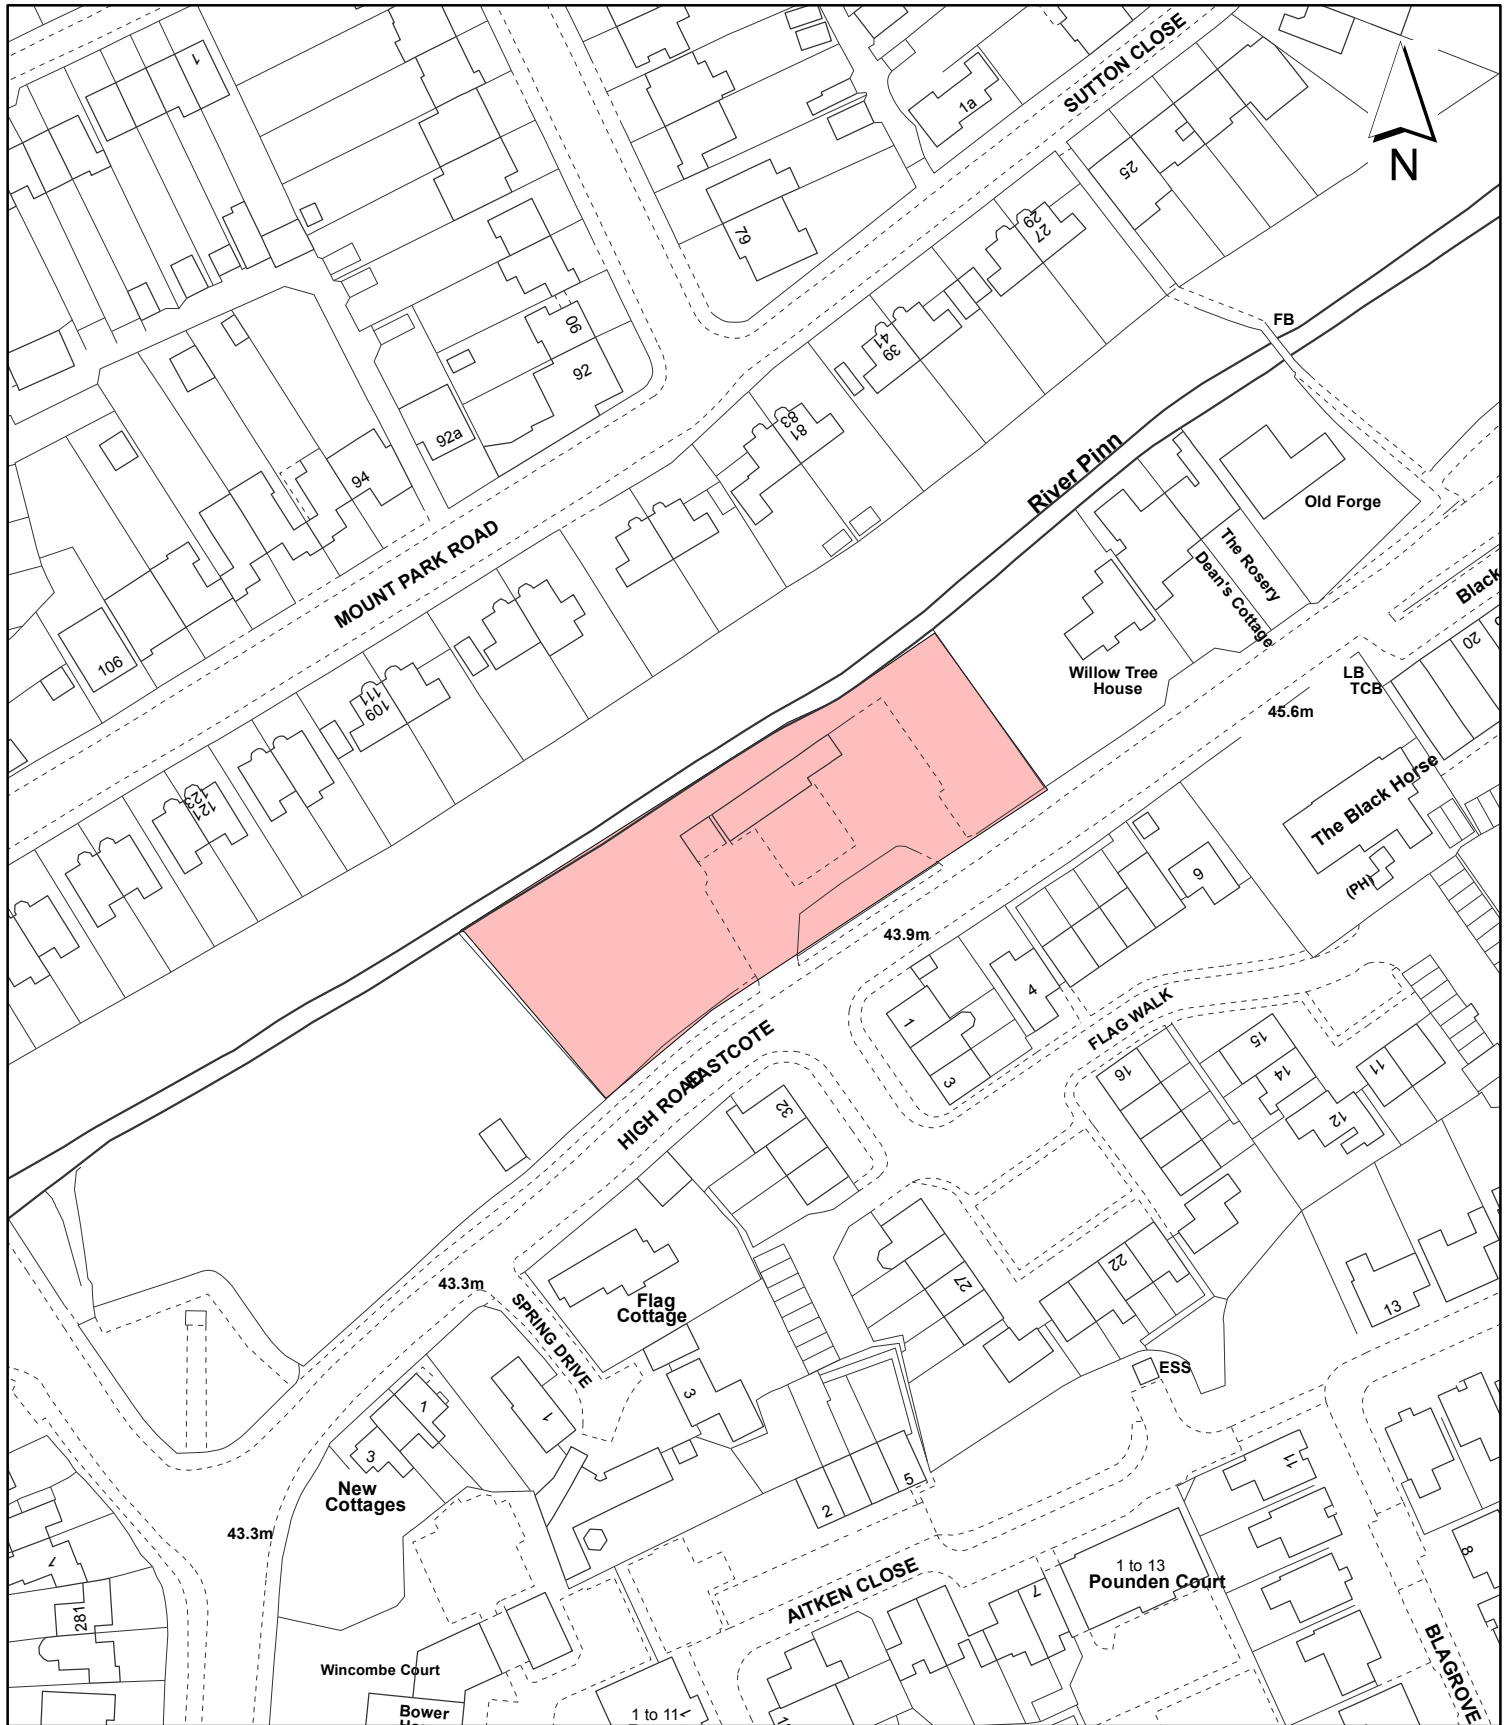 SUTTON CLOSE
1
1a
N
25
79
29
27
90
FB
92
41
39
92a
83
81
River Pinn
94
Old Forge
The Rosery
Dean's Cottage
MOUNT PARK ROAD
Black
20
106
Willow Tree
House
LB
TCB
111
109
45.6m
The Black Horse
(PH)
123
121
9
43.9m
4
1
3
FLAG WALK
EASTCOTE
HIGH ROAD
15
14
16
11
12
32
22
27
13
43.3m
Flag
Cottage
SPRING DRIVE
ESS
3
1
1
3
New
Cottages
5
2
11
43.3m
1
AITKEN CLOSE
1 to 13
Pounden Court
7
8
281
Wincombe Court
BLAGROVE
Bower
1 to 11